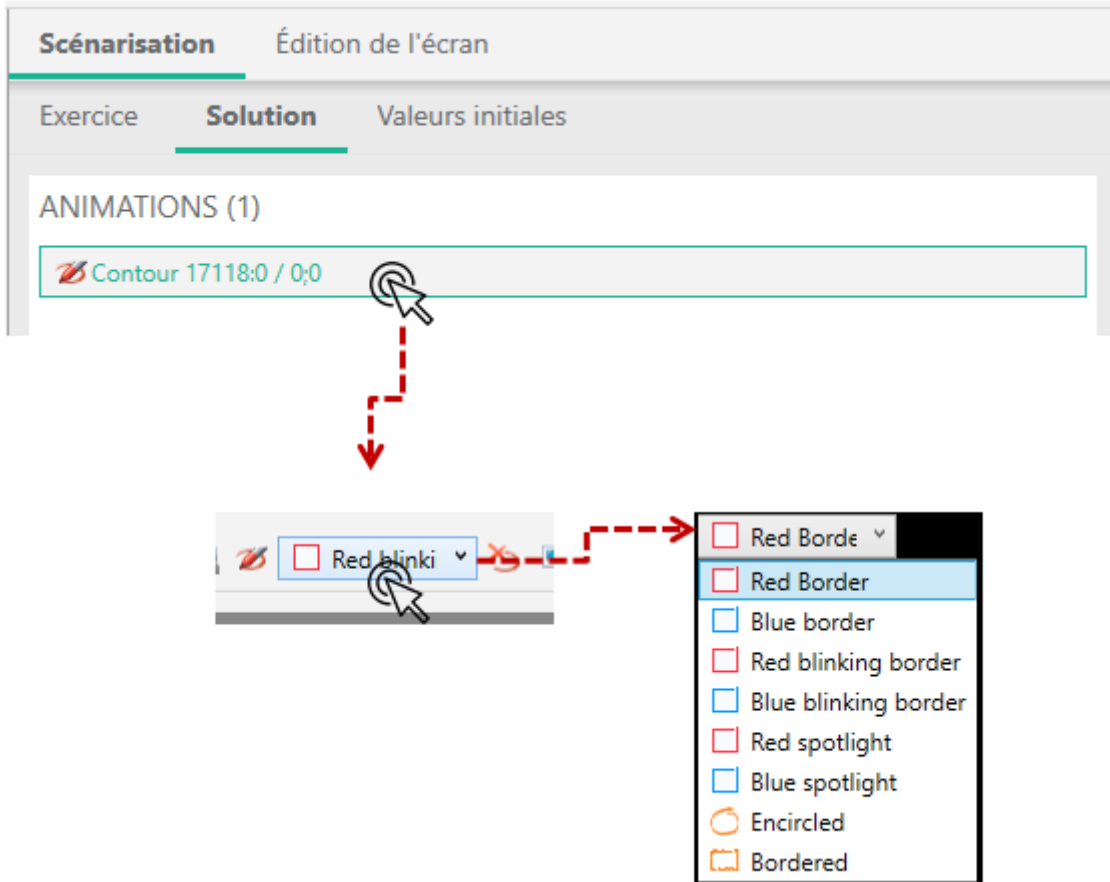 Scénarisation Édition de l'écran
Exercice Solution Valeurs initiales
ANIMATIONS (1)
Contour 17118:0 / 0;0
Red blinki
Red Borde
Red Border
Blue border
Red blinking border
Blue blinking border
Red spotlight
Blue spotlight
Encircled
Bordered